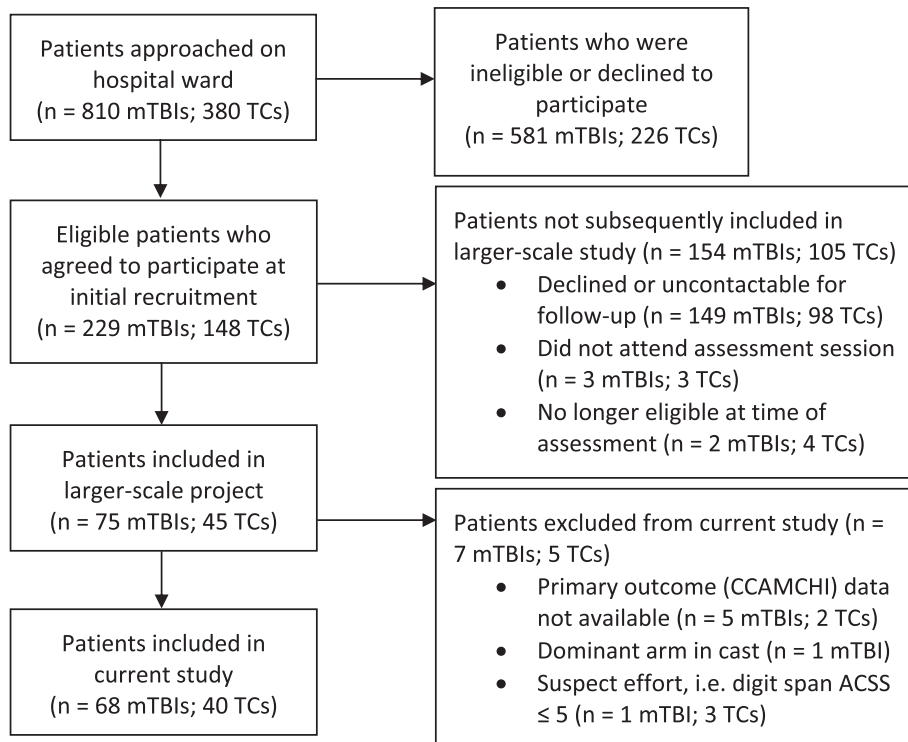 Patients approached on
hospital ward
(n = 810 mTBIs; 380 TCs)
Patients who were
ineligible or declined to
participate
(n = 581 mTBIs; 226 TCs)
Eligible patients who
agreed to participate at
initial recruitment
(n = 229 mTBIs; 148 TCs)
Patients not subsequently included in
larger-scale study (n = 154 mTBIs; 105 TCs)
• Declined or uncontactable for
follow-up (n = 149 mTBIs; 98 TCs)
• Did not attend assessment session
(n = 3 mTBIs; 3 TCs)
• No longer eligible at time of
assessment (n = 2 mTBIs; 4 TCs)
Patients included in
larger-scale project
(n = 75 mTBIs; 45 TCs)
Patients excluded from current study (n =
7 mTBIs; 5 TCs)
• Primary outcome (CCAMCHI) data
not available (n = 5 mTBIs; 2 TCs)
• Dominant arm in cast (n = 1 mTBI)
• Suspect effort, i.e. digit span ACSS
≤ 5 (n = 1 mTBI; 3 TCs)
Patients included in
current study
(n = 68 mTBIs; 40 TCs)